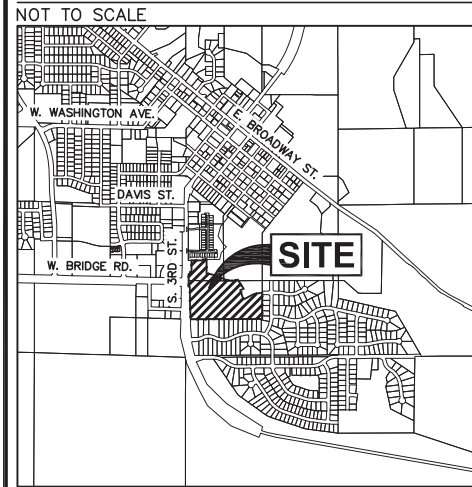 NOT TO SCALE
W. WASHINGTON AVE.
E. BROADWAY ST.
DAVIS ST.
S. 3RD ST.
SITE
W. BRIDGE RD.